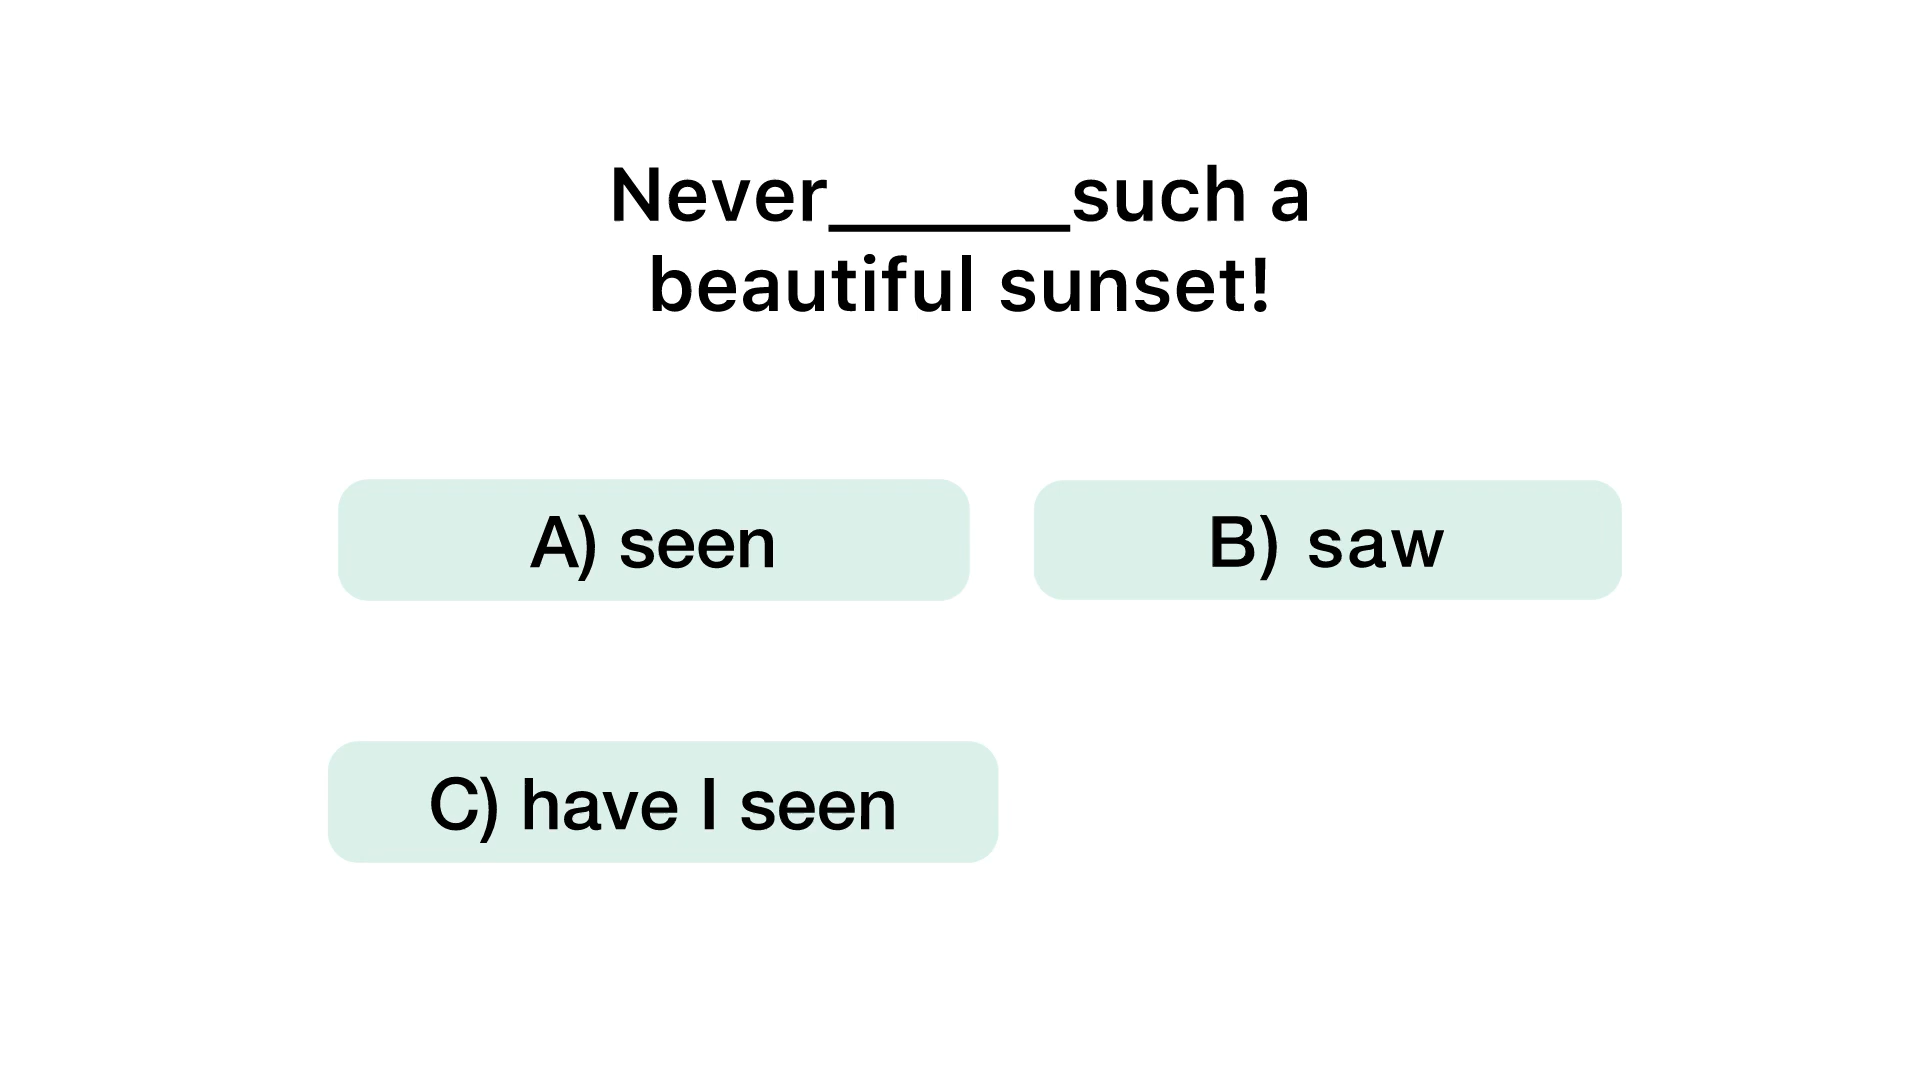 Never______such a
beautiful sunset!
A) seen
B) saw
C) have I seen